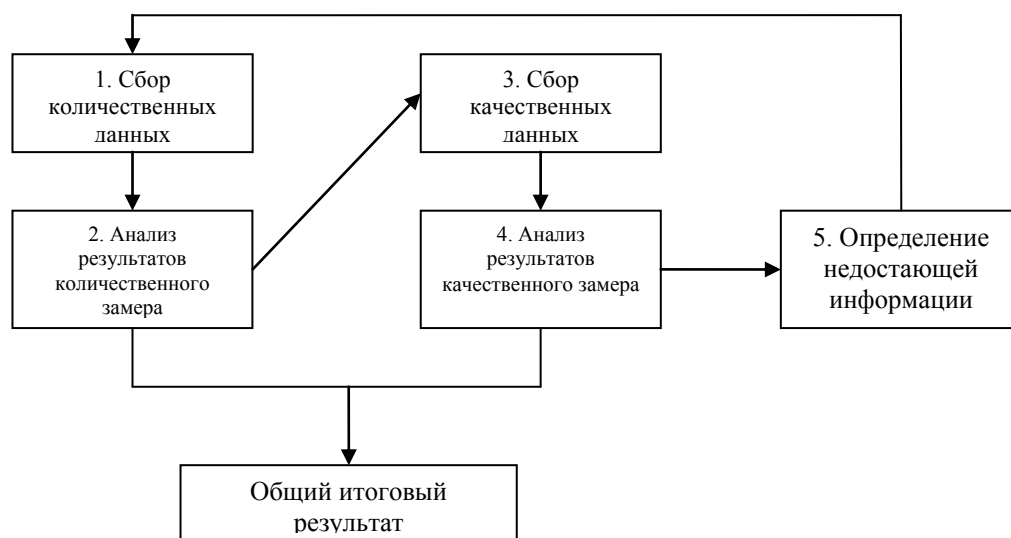 1. Сбор
количественных
данных
3. Сбор
качественных
данных
2. Анализ
результатов
количественного
замера
4. Анализ
результатов
качественного замера
5. Определение
недостающей
информации
Общий итоговый
результат